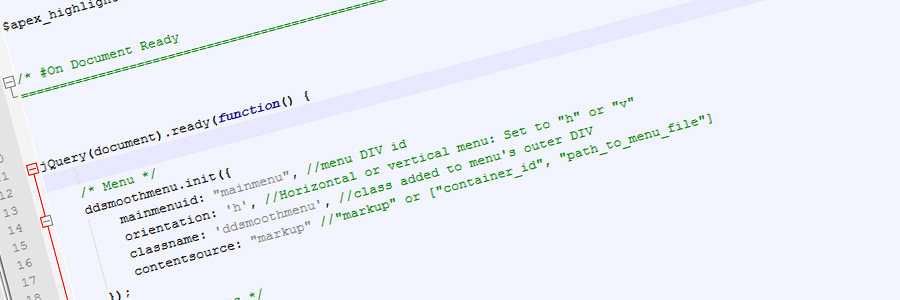 $apex_highlight
/* #On Document Ready
================================================
jQuery(document).ready(function() {
11
/* Menu */
12
ddsmoothmenu.init({
13
mainmenuid: "mainmenu", //menu DIV id
14
orientation: 'h', //Horizontal or vertical menu: Set to "h" or "v"
15
classname: 'ddsmoothmenu', //class added to menu's outer DIV
16
contentsource: "markup" //"markup" or ["container_id", "path_to_menu_file"]
17
});
18
*/